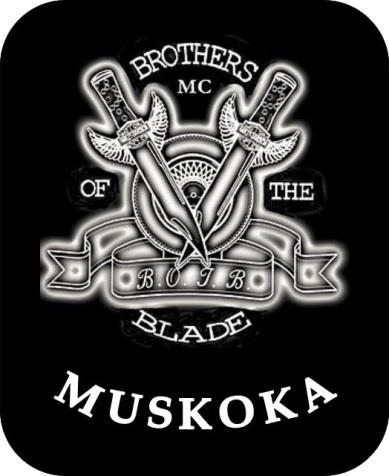 BROTHERS
MC
OF THE
B.O.T.B
BLADE
MUSKOKA